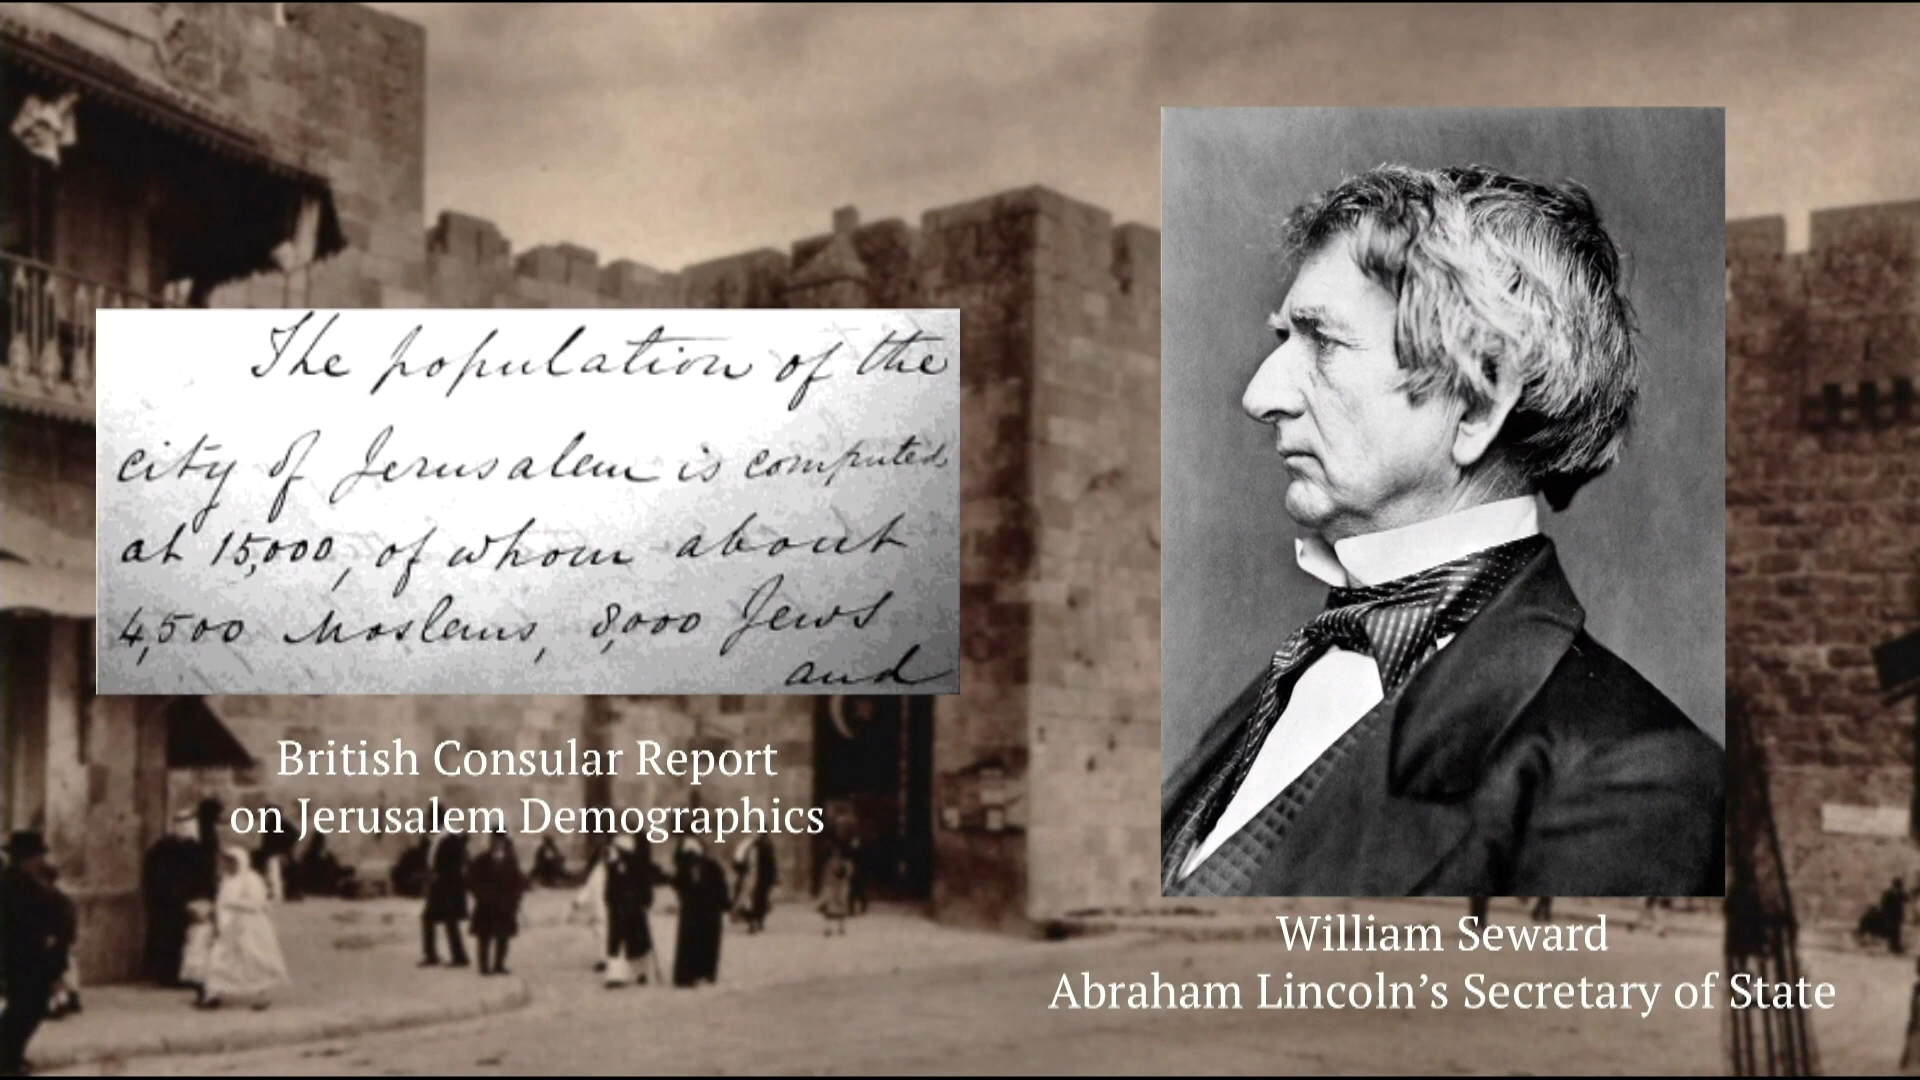 The population of the
city of Jerusalem is computed
at 15,000, of whom about
4,500 Moslems, 8,000 Jews
and
British Consular Report
on Jerusalem Demographics
William Seward
Abraham Lincoln’s Secretary of State